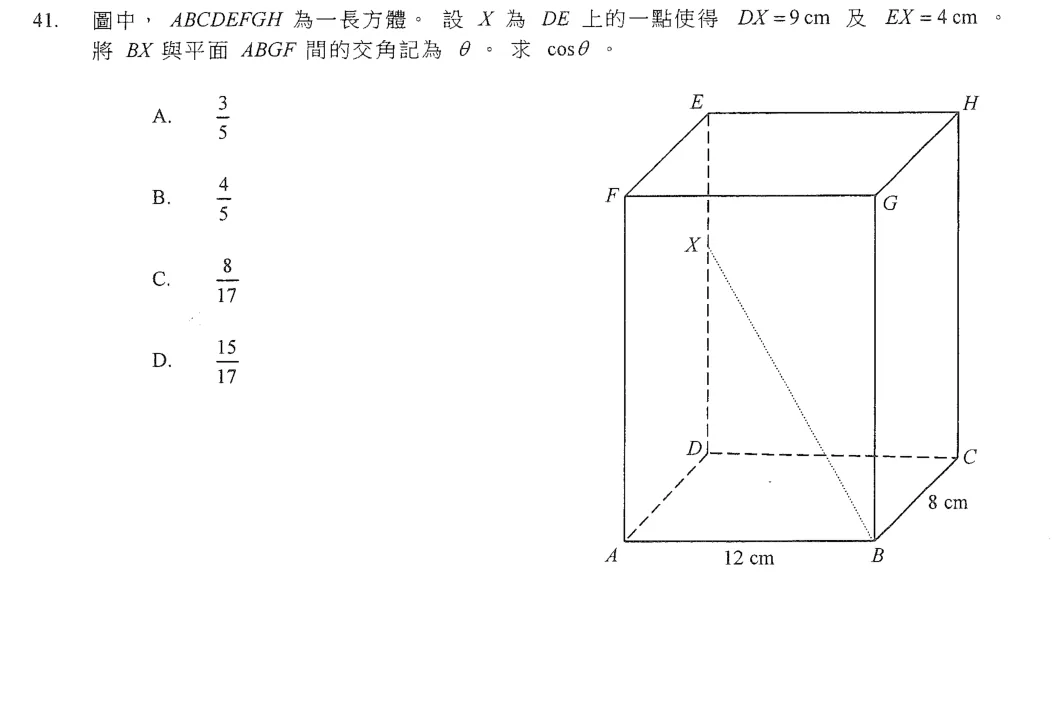 41. 圖中，ABCDEFGH 為一長方體。設 X 為 DE 上的一點使得 DX = 9 cm 及 EX = 4 cm 。
將 BX 與平面 ABGF 間的交角記為 θ 。求 cosθ 。
A. 3/5
B. 4/5
C. 8/17
D. 15/17
E
H
F
G
X
D
C
8 cm
A
12 cm
B